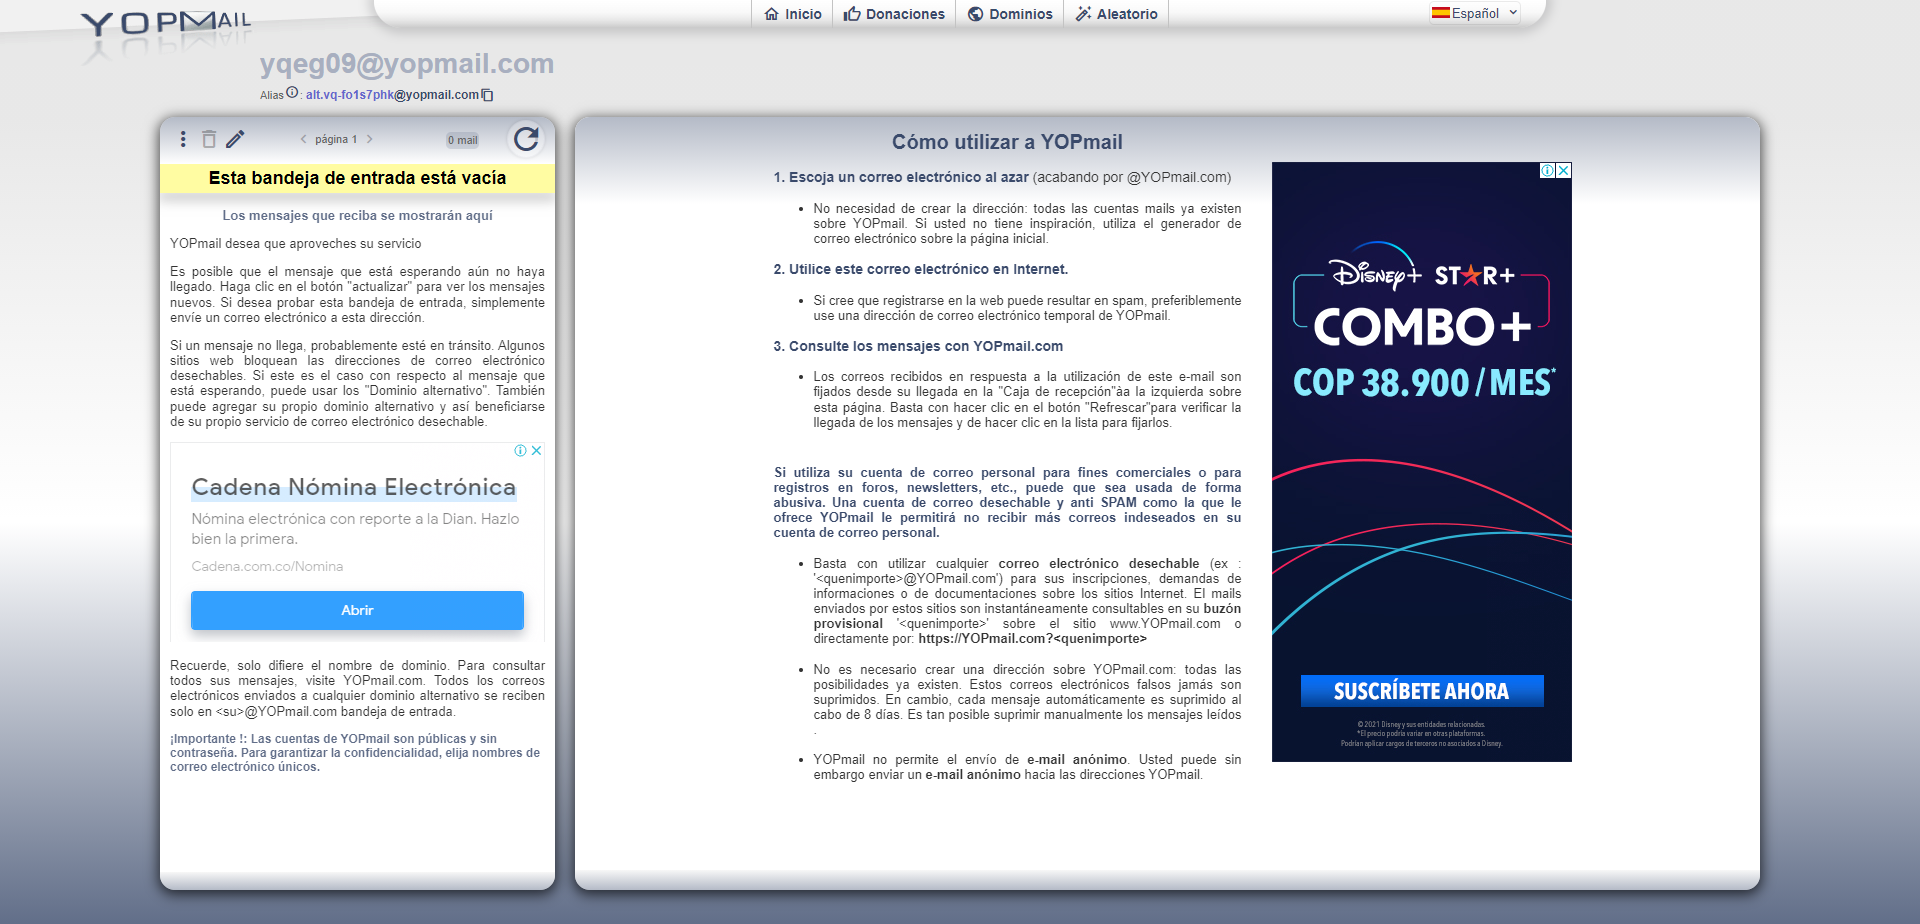 YOPMAIL
Inicio
Donaciones
Dominios
Aleatorio
Español
yqeg09@yopmail.com
Alias : alt.vq-fo1s7phk@yopmail.com
página 1
0 mail
Esta bandeja de entrada está vacía
Los mensajes que reciba se mostrarán aquí
YOPmail desea que aproveches su servicio
Es posible que el mensaje que está esperando aún no haya
llegado. Haga clic en el botón "actualizar" para ver los mensajes
nuevos. Si desea probar esta bandeja de entrada, simplemente
envíe un correo electrónico a esta dirección.
Si un mensaje no llega, probablemente esté en tránsito. Algunos
sitios web bloquean las direcciones de correo electrónico
desechables. Si este es el caso con respecto al mensaje que
está esperando, puede usar los "Dominio alternativo". También
puede agregar su propio dominio alternativo y así beneficiarse
de su propio servicio de correo electrónico desechable.
Cadena Nómina Electrónica
Nómina electrónica con reporte a la Dian. Hazlo
bien la primera.
Cadena.com.co/Nomina
Abrir
Recuerde, solo difiere el nombre de dominio. Para consultar
todos sus mensajes, visite YOPmail.com. Todos los correos
electrónicos enviados a cualquier dominio alternativo se reciben
solo en <su>@YOPmail.com bandeja de entrada.
¡Importante !: Las cuentas de YOPmail son públicas y sin
contraseña. Para garantizar la confidencialidad, elija nombres de
correo electrónico únicos.
Cómo utilizar a YOPmail
1. Escoja un correo electrónico al azar (acabando por @YOPmail.com)
• No necesidad de crear la dirección: todas las cuentas mails ya existen
sobre YOPmail. Si usted no tiene inspiración, utiliza el generador de
correo electrónico sobre la página inicial.
2. Utilice este correo electrónico en Internet.
• Si cree que registrarse en la web puede resultar en spam, preferiblemente
use una dirección de correo electrónico temporal de YOPmail.
3. Consulte los mensajes con YOPmail.com
• Los correos recibidos en respuesta a la utilización de este e-mail son
fijados desde su llegada en la "Caja de recepción"àa la izquierda sobre
esta página. Basta con hacer clic en el botón "Refrescar"para verificar la
llegada de los mensajes y de hacer clic en la lista para fijarlos.
Si utiliza su cuenta de correo personal para fines comerciales o para
registros en foros, newsletters, etc., puede que sea usada de forma
abusiva. Una cuenta de correo desechable y anti SPAM como la que le
ofrece YOPmail le permitirá no recibir más correos indeseados en su
cuenta de correo personal.
• Basta con utilizar cualquier correo electrónico desechable (ex :
'<quenimporte>@YOPmail.com') para sus inscripciones, demandas de
informaciones o de documentaciones sobre los sitios Internet. El mails
enviados por estos sitios son instantáneamente consultables en su buzón
provisional '<quenimporte>' sobre el sitio www.YOPmail.com o
directamente por: https://YOPmail.com?<quenimporte>
• No es necesario crear una dirección sobre YOPmail.com: todas las
posibilidades ya existen. Estos correos electrónicos falsos jamás son
suprimidos. En cambio, cada mensaje automáticamente es suprimido al
cabo de 8 días. Es tan posible suprimir manualmente los mensajes leídos
.
• YOPmail no permite el envío de e-mail anónimo. Usted puede sin
embargo enviar un e-mail anónimo hacia las direcciones YOPmail.
Disney+ STAR+
COMBO+
COP 38.900 / MES*
SUSCRÍBETE AHORA
© 2021 Disney y sus entidades relacionadas.
*El precio podría variar en otras plataformas.
Podrían aplicar cargos de terceros no asociados a Disney.